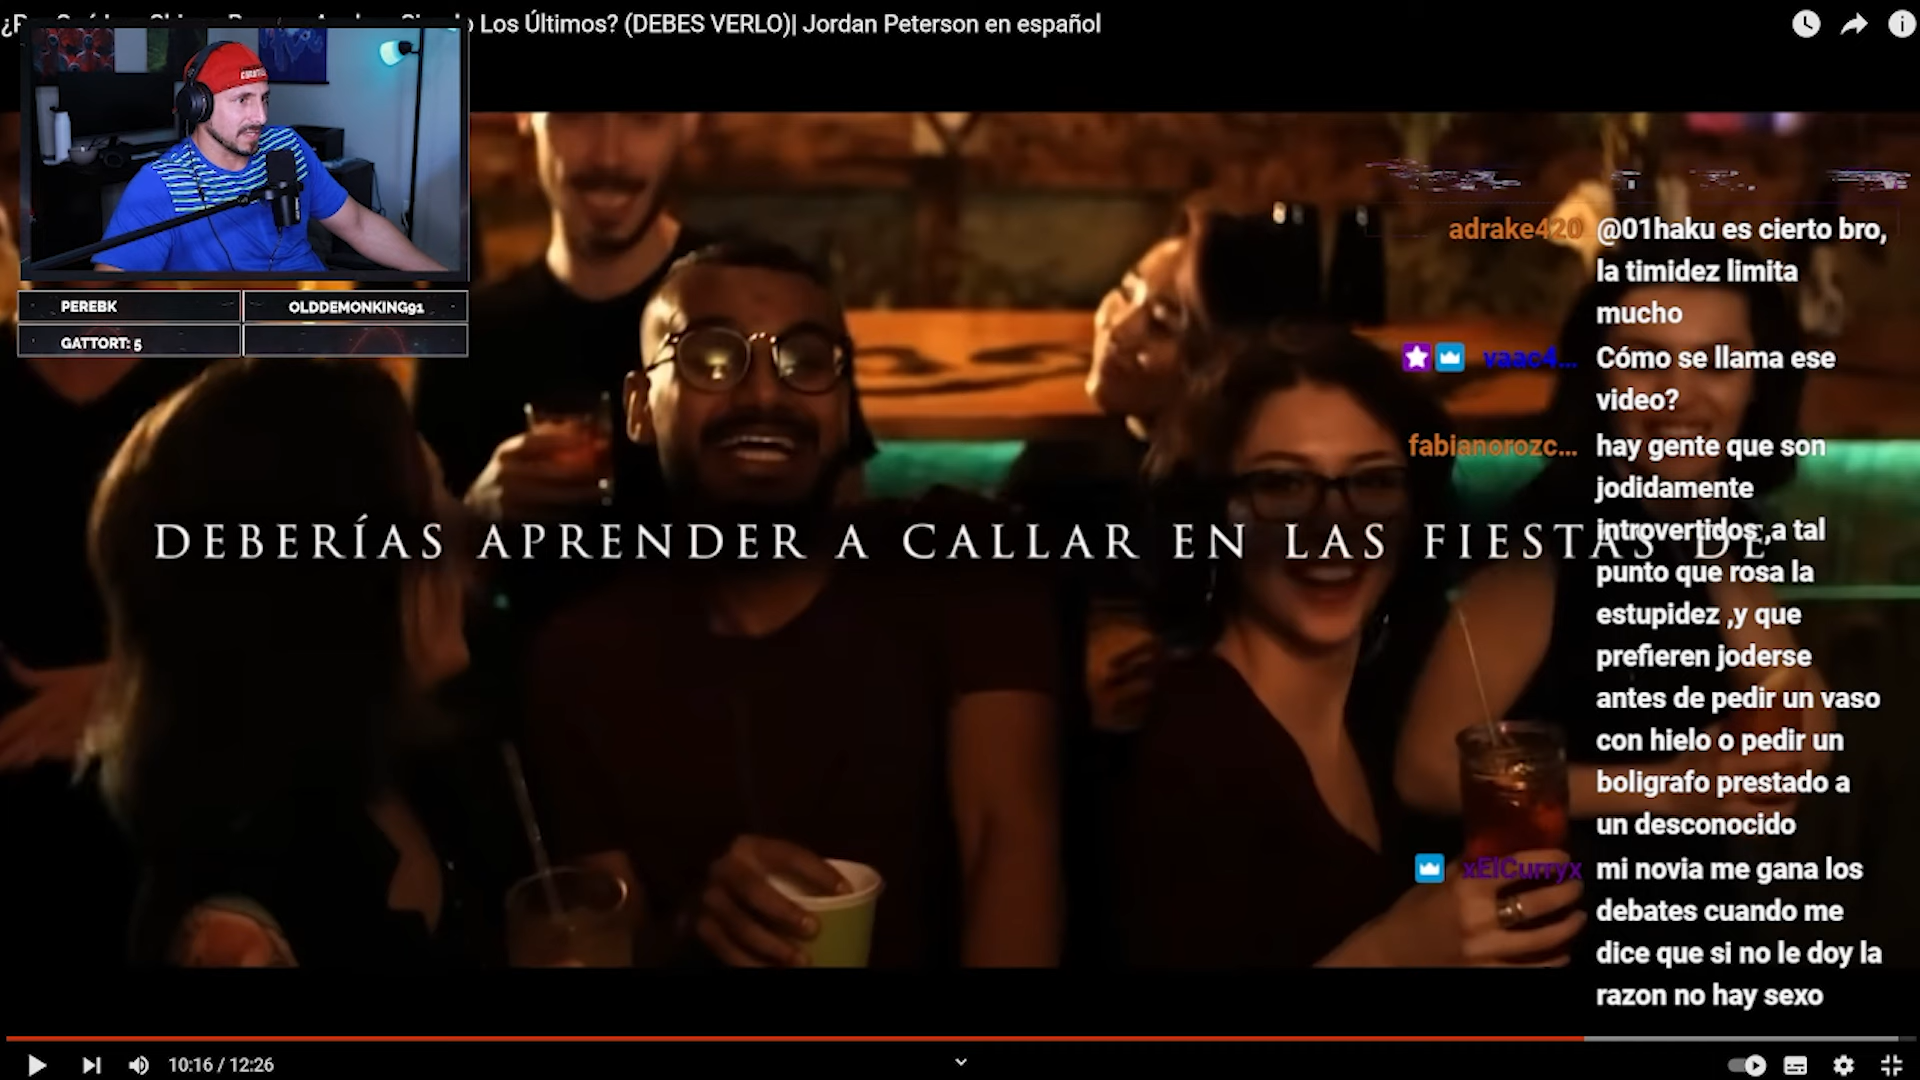 Los Últimos? (DEBES VERLO)| Jordan Peterson en español
PEREBK
OLDDEMONKING91
GATTORT: 5
adrake420 @01haku es cierto bro,
la timidez limita
mucho
vaac4... Cómo se llama ese
video?
fabianorozc... hay gente que son
jodidamente
introvertidos ,a tal
punto que rosa la
estupidez ,y que
prefieren joderse
antes de pedir un vaso
con hielo o pedir un
boligrafo prestado a
un desconocido
xElCurryx mi novia me gana los
debates cuando me
dice que si no le doy la
razon no hay sexo
DEBERÍAS APRENDER A CALLAR EN LAS FIESTAS DE
10:16 / 12:26